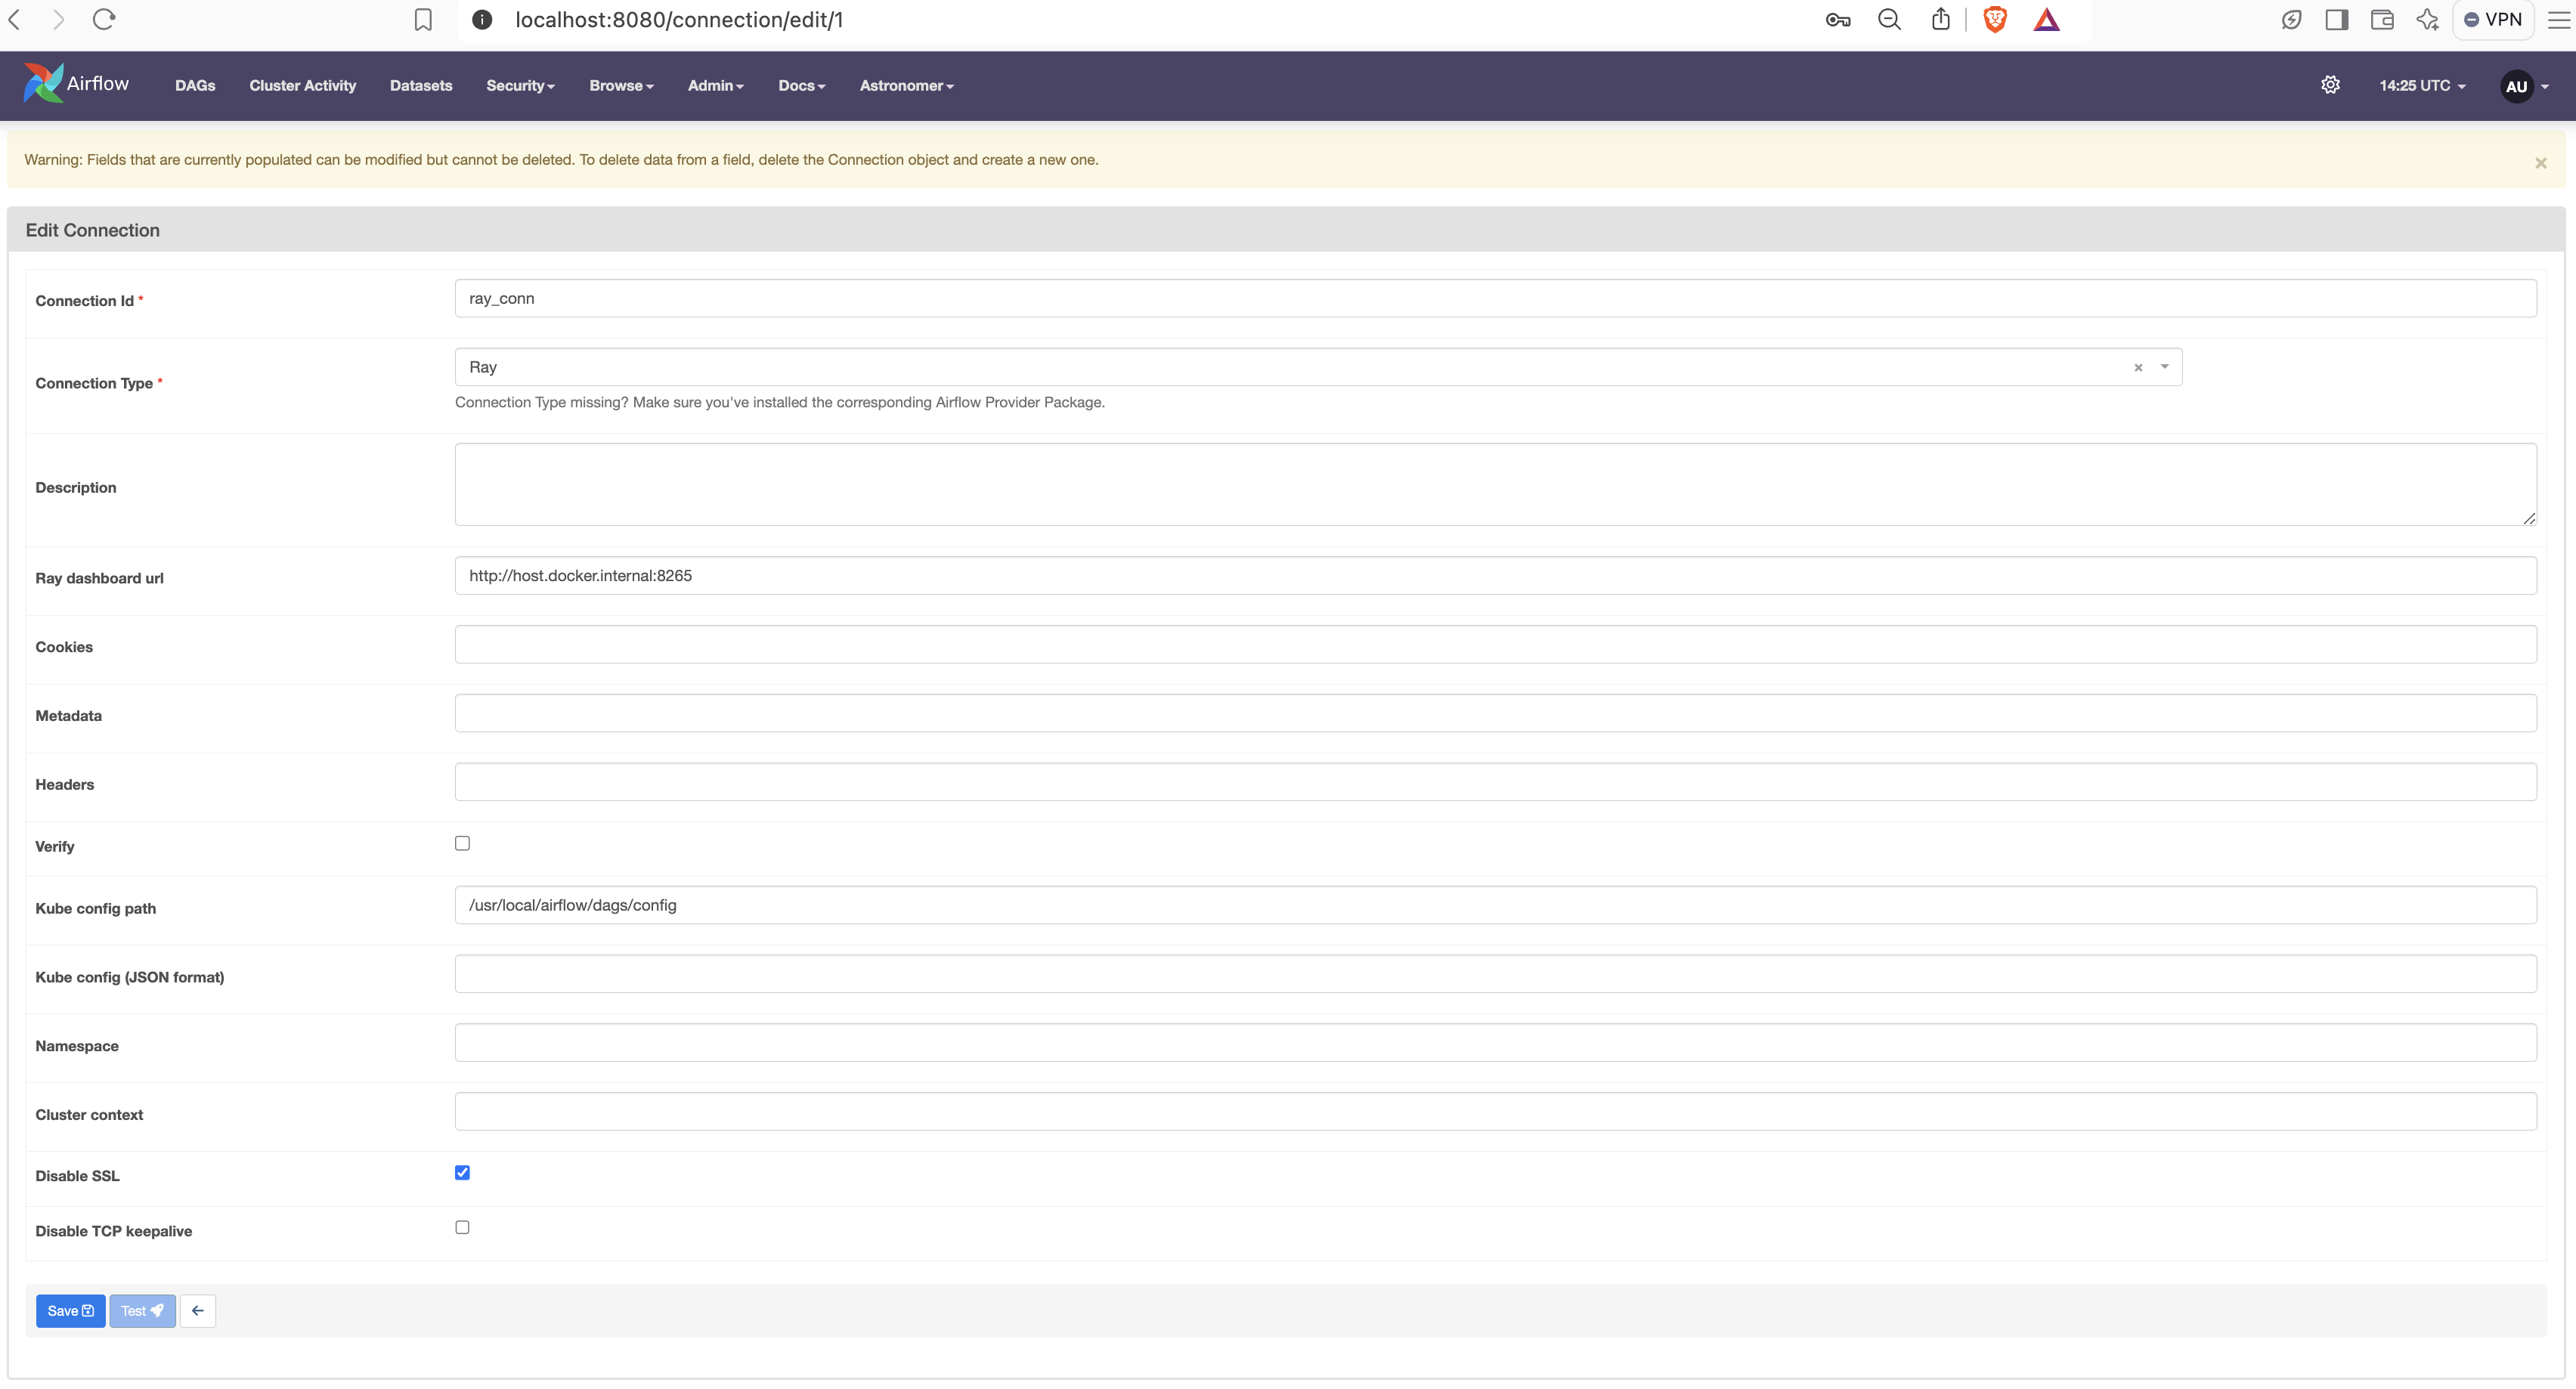 localhost:8080/connection/edit/1
VPN
Airflow
DAGs
Cluster Activity
Datasets
Security
Browse
Admin
Docs
Astronomer
14:25 UTC
AU
Warning: Fields that are currently populated can be modified but cannot be deleted. To delete data from a field, delete the Connection object and create a new one.
×
Edit Connection
Connection Id *
ray_conn
Connection Type *
Ray
×
Connection Type missing? Make sure you've installed the corresponding Airflow Provider Package.
Description
Ray dashboard url
http://host.docker.internal:8265
Cookies
Metadata
Headers
Verify
Kube config path
/usr/local/airflow/dags/config
Kube config (JSON format)
Namespace
Cluster context
Disable SSL
Disable TCP keepalive
Save
Test